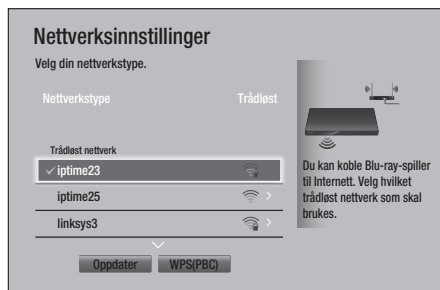 Nettverksinnstillinger
Velg din nettverkstype.
Nettverkstype Trådløst
Trådløst nettverk
iptime23
iptime25
linksys3
Oppdater WPS(PBC)
Du kan koble Blu-ray-spiller
til Internett. Velg hvilket
trådløst nettverk som skal
brukes.